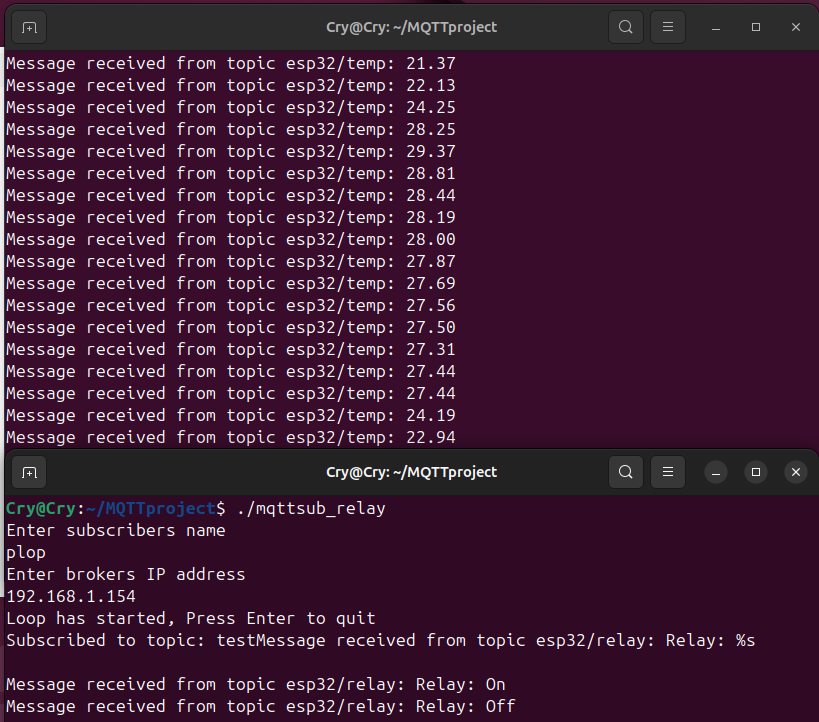 Cry@Cry: ~/MQTTproject
Message received from topic esp32/temp: 21.37
Message received from topic esp32/temp: 22.13
Message received from topic esp32/temp: 24.25
Message received from topic esp32/temp: 28.25
Message received from topic esp32/temp: 29.37
Message received from topic esp32/temp: 28.81
Message received from topic esp32/temp: 28.44
Message received from topic esp32/temp: 28.19
Message received from topic esp32/temp: 28.00
Message received from topic esp32/temp: 27.87
Message received from topic esp32/temp: 27.69
Message received from topic esp32/temp: 27.56
Message received from topic esp32/temp: 27.50
Message received from topic esp32/temp: 27.31
Message received from topic esp32/temp: 27.44
Message received from topic esp32/temp: 27.44
Message received from topic esp32/temp: 24.19
Message received from topic esp32/temp: 22.94
Cry@Cry: ~/MQTTproject
Cry@Cry:~/MQTTproject$ ./mqttsub_relay
Enter subscribers name
plop
Enter brokers IP address
192.168.1.154
Loop has started, Press Enter to quit
Subscribed to topic: testMessage received from topic esp32/relay: Relay: %s
Message received from topic esp32/relay: Relay: On
Message received from topic esp32/relay: Relay: Off